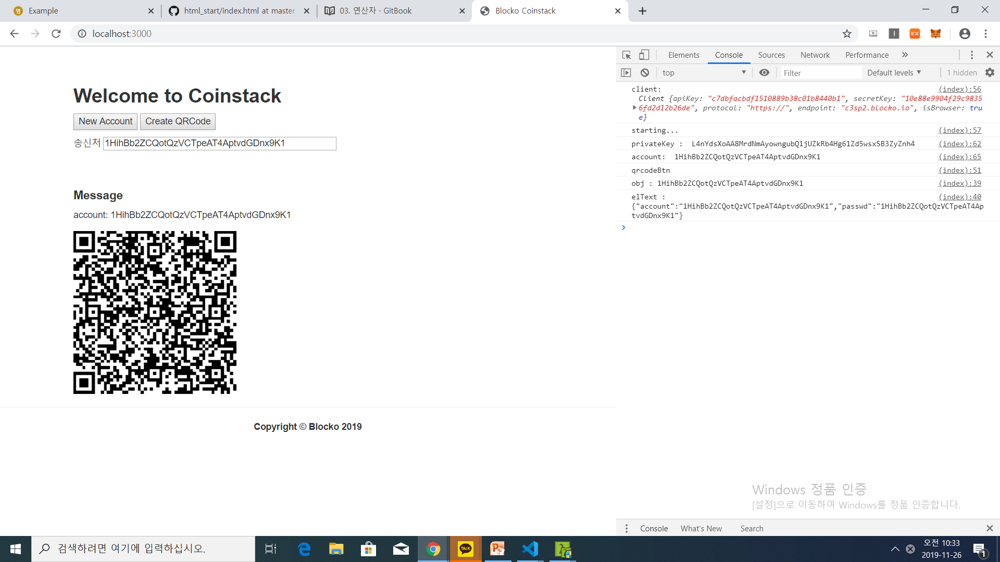 Example
html_start/index.html at master
03. 연산자 · GitBook
Blocko Coinstack
localhost:3000
EX
Elements
Console
Sources
Network
Performance
top
Filter
Default levels
1 hidden
Welcome to Coinstack
New Account
Create QRCode
송신처 1HihBb2ZCQotQzVCTpeAT4AptvdGDnx9K1
Message
account: 1HihBb2ZCQotQzVCTpeAT4AptvdGDnx9K1
Copyright © Blocko 2019
client: (index):56
Client {apiKey: "c7dbfacbdf1510889b38c01b8440b1", secretKey: "10e88e9904f29c9835
6fd2d12b26de", protocol: "https://", endpoint: "c3sp2.blocko.io", isBrowser: tru
e}
starting... (index):57
privateKey : L4nYdsXoAA8MrdNmAyowngubQ1jUZkRb4Hg61Zd5wsxSB3ZyZnh4 (index):62
account: 1HihBb2ZCQotQzVCTpeAT4AptvdGDnx9K1 (index):65
qrcodeBtn (index):51
obj : 1HihBb2ZCQotQzVCTpeAT4AptvdGDnx9K1 (index):39
elText : (index):40
{"account":"1HihBb2ZCQotQzVCTpeAT4AptvdGDnx9K1","passwd":"1HihBb2ZCQotQzVCTpeAT4Ap
tvdGDnx9K1"}
Windows 정품 인증
[설정]으로 이동하여 Windows를 정품 인증합니다.
Console
What's New
Search
검색하려면 여기에 입력하십시오.
TALK
오전 10:33
2019-11-26
1